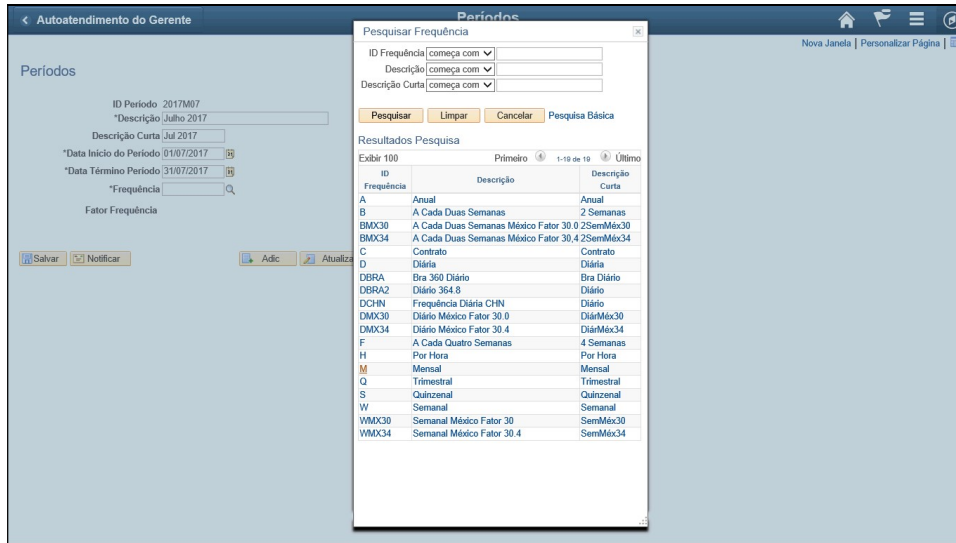 Autoatendimento do Gerente
Períodos
Nova Janela | Personalizar Página |
Períodos
ID Período 2017M07
*Descrição Julho 2017
Descrição Curta Jul 2017
*Data Início do Período 01/07/2017
*Data Término Período 31/07/2017
*Frequência
Fator Frequência
Salvar Notificar Adic Atualiza
Pesquisar Frequência
ID Frequência começa com
Descrição começa com
Descrição Curta começa com
Pesquisar Limpar Cancelar Pesquisa Básica
Resultados Pesquisa
Exibir 100 Primeiro 1-19 de 19 Último
ID Frequência Descrição Descrição Curta
A Anual Anual
B A Cada Duas Semanas 2 Semanas
BMX30 A Cada Duas Semanas México Fator 30.0 2SemMéx30
BMX34 A Cada Duas Semanas México Fator 30,4 2SemMéx34
C Contrato Contrato
D Diária Diária
DBRA Bra 360 Diário Bra Diário
DBRA2 Diário 364.8 Diário
DCHN Frequência Diária CHN Diário
DMX30 Diário México Fator 30.0 DiárMéx30
DMX34 Diário México Fator 30.4 DiárMéx34
F A Cada Quatro Semanas 4 Semanas
H Por Hora Por Hora
M Mensal Mensal
Q Trimestral Trimestral
S Quinzenal Quinzenal
W Semanal Semanal
WMX30 Semanal México Fator 30 SemMéx30
WMX34 Semanal México Fator 30.4 SemMéx34